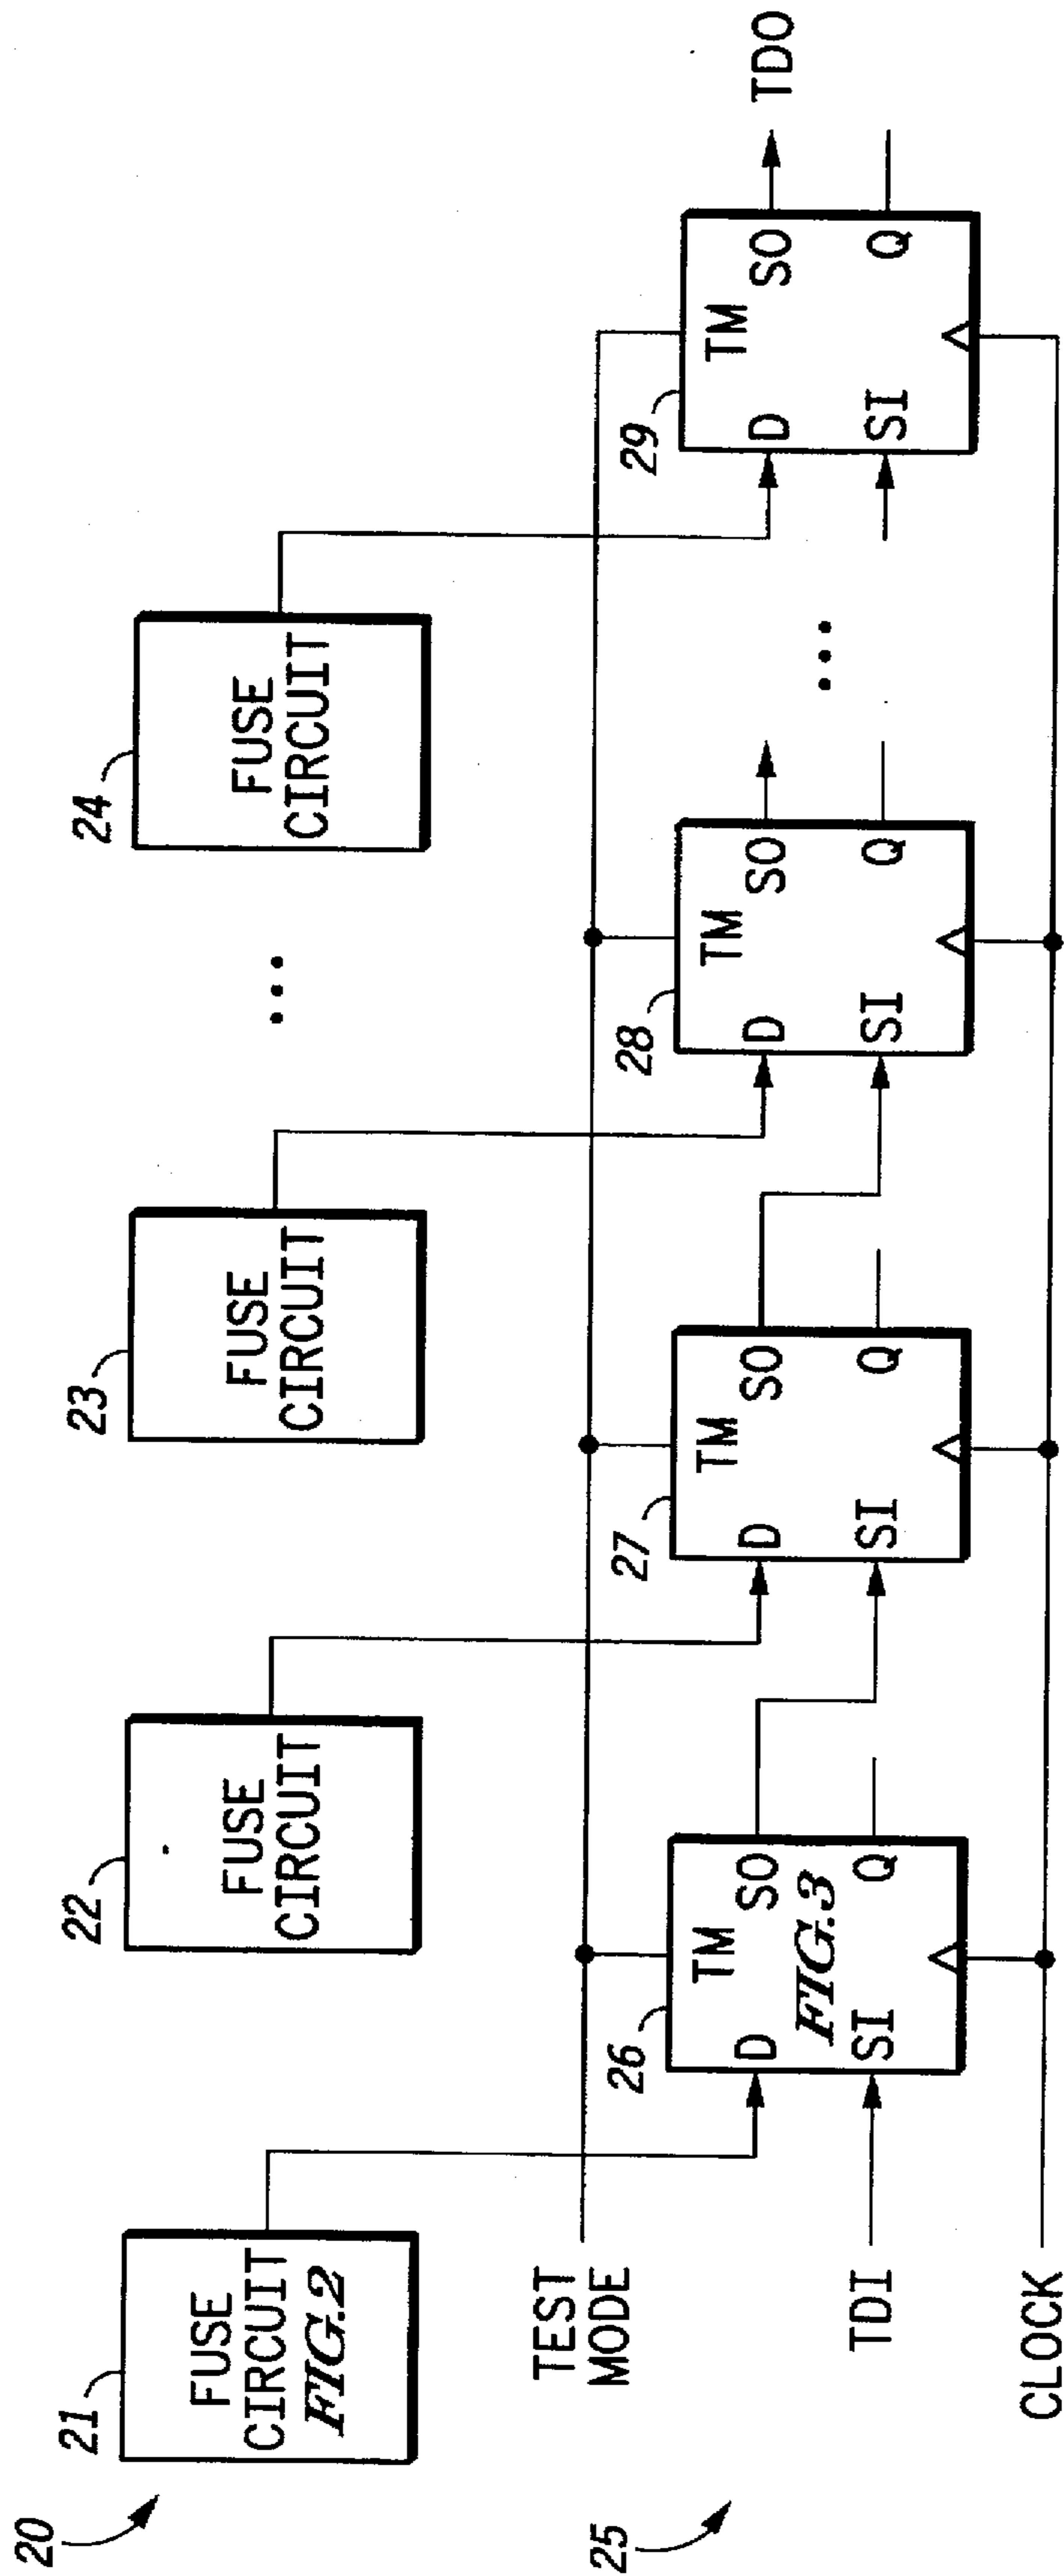 20
21
FUSE
CIRCUIT
FIG.2
22
FUSE
CIRCUIT
23
FUSE
CIRCUIT
...
24
FUSE
CIRCUIT
TEST
MODE
25
26
TM
D
SO
FIG.3
SI
Q
27
TM
D
SO
SI
Q
28
TM
D
SO
SI
Q
...
29
TM
D
SO
SI
Q
TDO
TDI
CLOCK